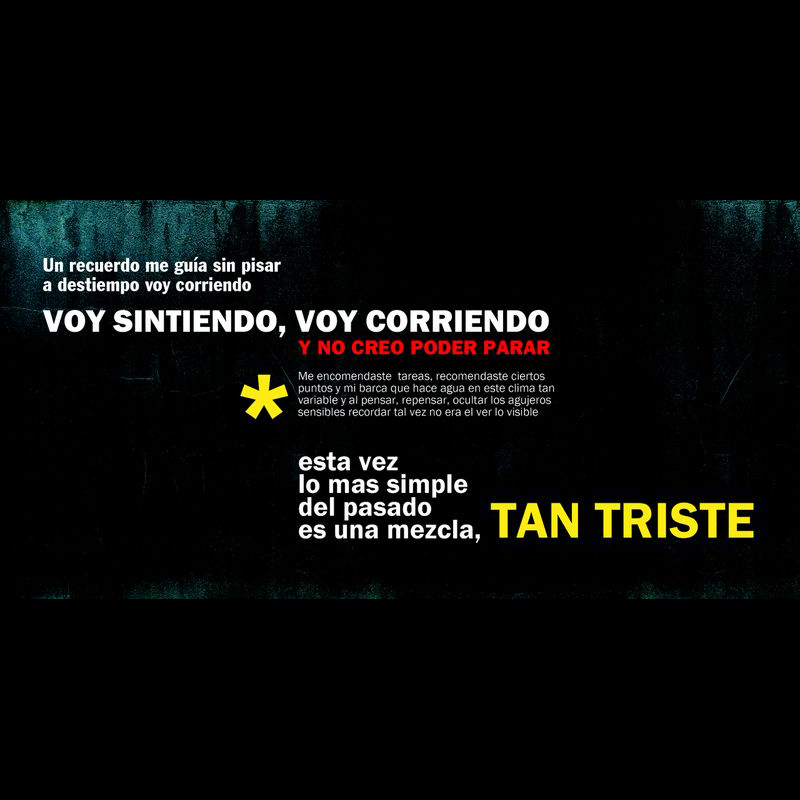 Un recuerdo me guía sin pisar
a destiempo voy corriendo
VOY SINTIENDO, VOY CORRIENDO
Y NO CREO PODER PARAR
* Me encomendaste tareas, recomendaste ciertos
puntos y mi barca que hace agua en este clima tan
variable y al pensar, repensar, ocultar los agujeros
sensibles recordar tal vez no era el ver lo visible
esta vez
lo mas simple
del pasado
es una mezcla, TAN TRISTE